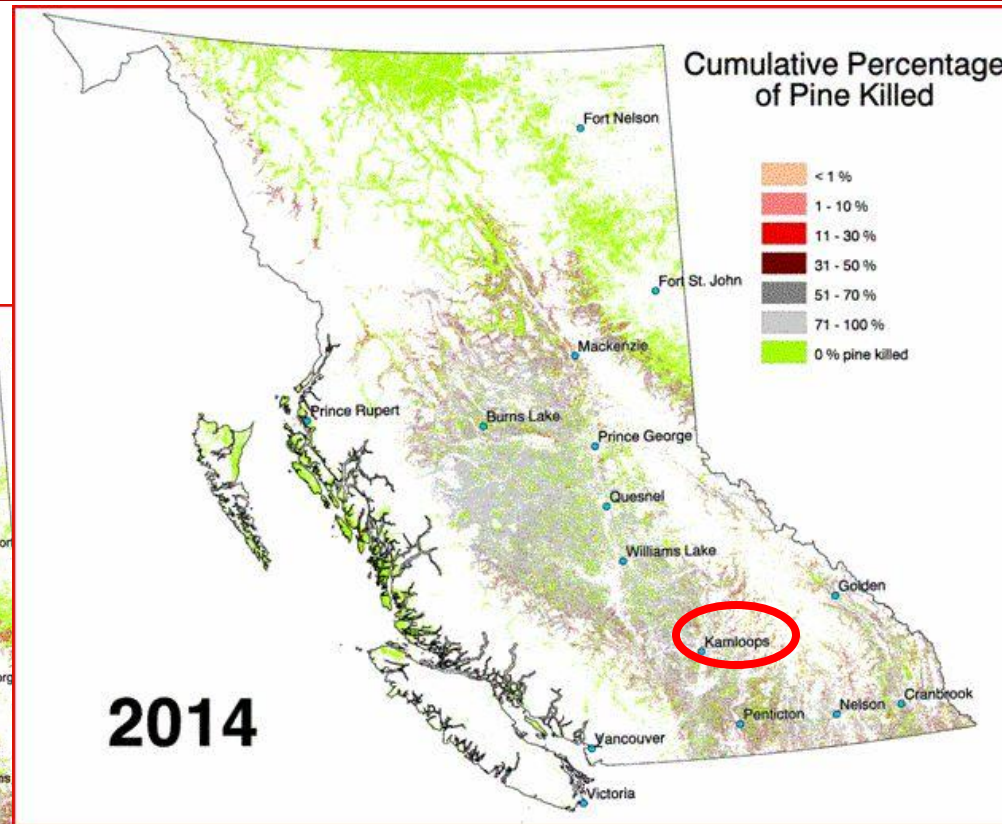 Cumulative Percentage
of Pine Killed
< 1 %
1 - 10 %
11 - 30 %
31 - 50 %
51 - 70 %
71 - 100 %
0 % pine killed
Fort Nelson
Fort St. John
Mackenzie
Prince Rupert
Burns Lake
Prince George
Quesnel
Williams Lake
Golden
Kamloops
Cranbrook
Nelson
Penticton
Vancouver
Victoria
2014